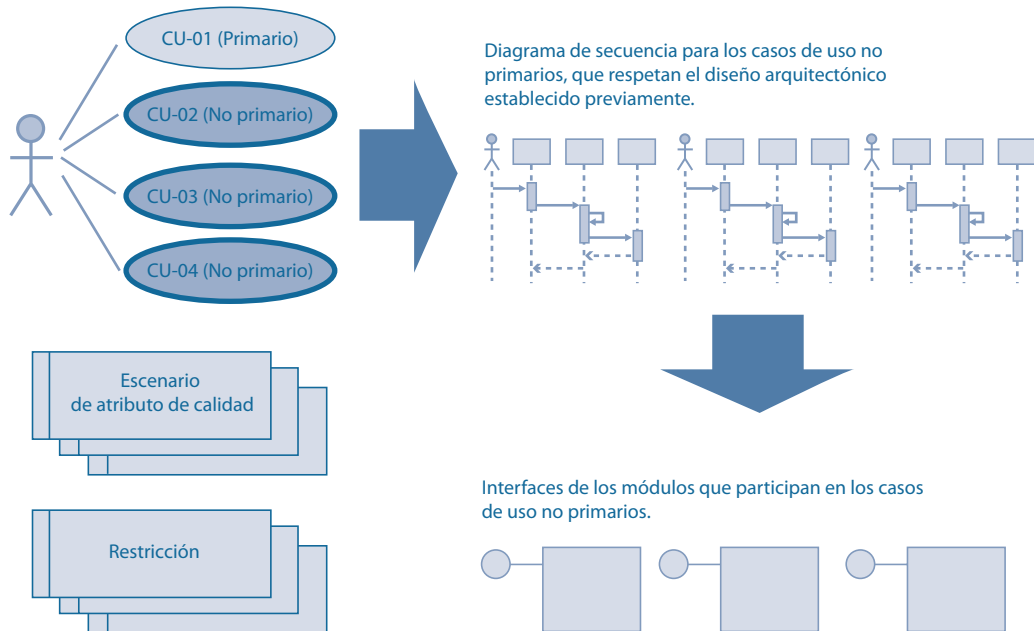 CU-01 (Primario)
CU-02 (No primario)
CU-03 (No primario)
CU-04 (No primario)
Diagrama de secuencia para los casos de uso no
primarios, que respetan el diseño arquitectónico
establecido previamente.
Escenario
de atributo de calidad
Restricción
Interfaces de los módulos que participan en los casos
de uso no primarios.